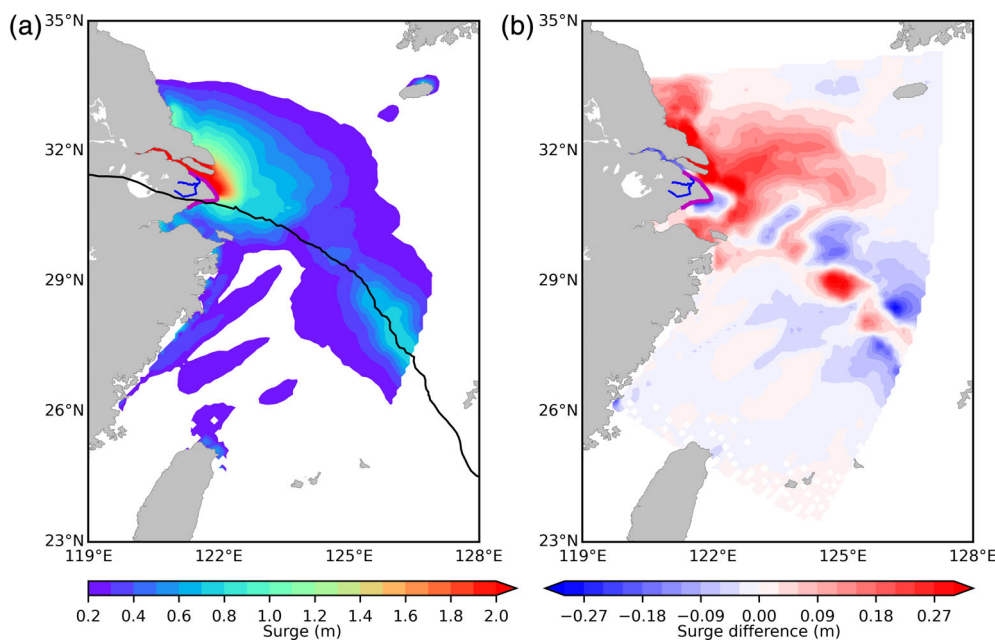 (a)
(b)
35°N
32°N
29°N
26°N
23°N
119°E 122°E 125°E 128°E
0.2 0.4 0.6 0.8 1.0 1.2 1.4 1.6 1.8 2.0
Surge (m)
35°N
32°N
29°N
26°N
23°N
119°E 122°E 125°E 128°E
−0.27 −0.18 −0.09 0.00 0.09 0.18 0.27
Surge difference (m)